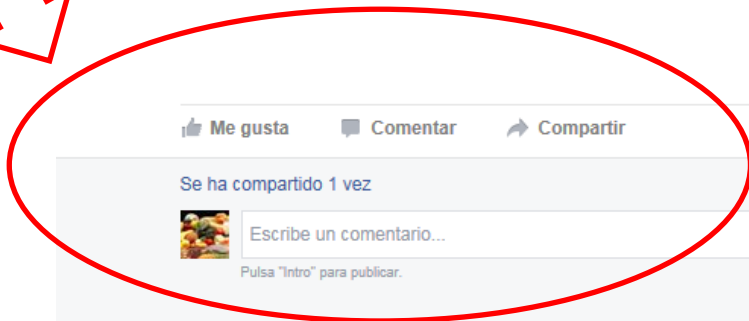 Me gusta Comentar Compartir
Se ha compartido 1 vez
Escribe un comentario...
Pulsa "Intro" para publicar.